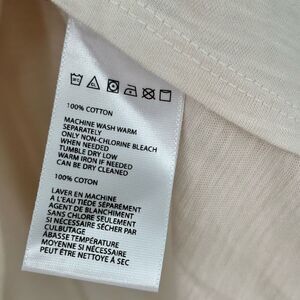 100% COTTON
MACHINE WASH WARM
SEPARATELY
ONLY NON-CHLORINE BLEACH
WHEN NEEDED
TUMBLE DRY LOW
WARM IRON IF NEEDED
CAN BE DRY CLEANED
100% COTON
LAVER EN MACHINE
A L'EAU TIÈDE SÉPARÉMENT
AGENT DE BLANCHIMENT
SANS CHLORE SEULEMENT
SI NÉCESSAIRE SÉCHER PAR
CULBUTAGE
ÀBASSE TEMPÉRATURE
MOYENNE SI NÉCESSAIRE
PEUT ÊTRE NETTOYÉ À SEC